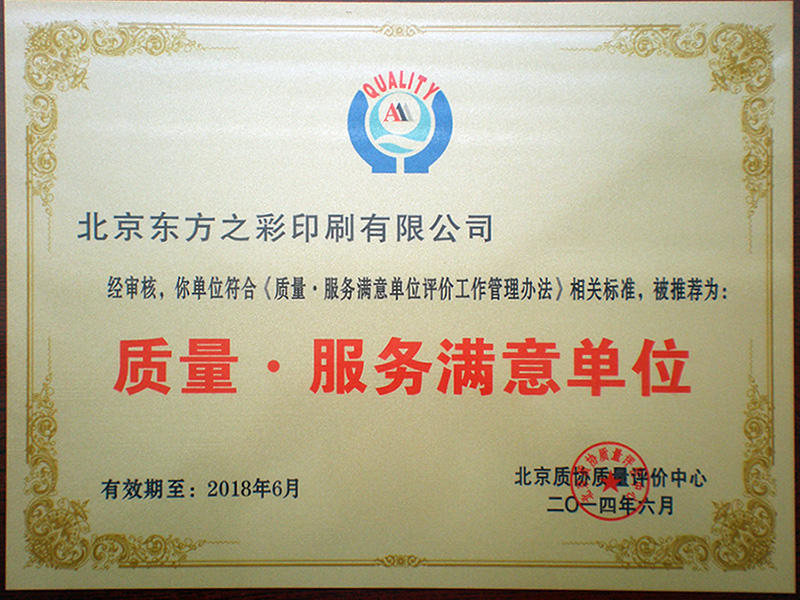 QUALITY
北京东方之彩印刷有限公司
经审核，你单位符合《质量·服务满意单位评价工作管理办法》相关标准，被推荐为：
质量·服务满意单位
有效期至：2018年6月
北京质协质量评价中心
二〇一四年六月